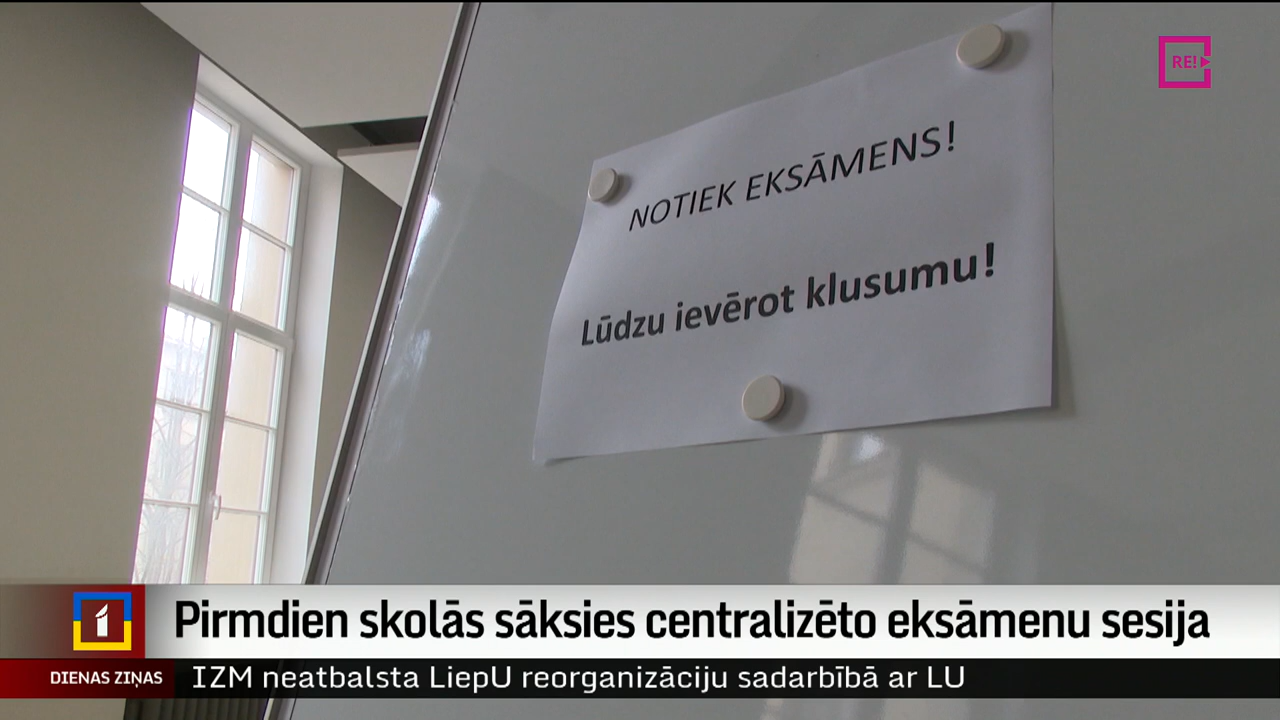 RE!
NOTIEK EKSĀMENS!
Lūdzu ievērot klusumu!
1
Pirmdien skolās sāksies centralizēto eksāmenu sesija
DIENAS ZIŅAS
IZM neatbalsta LiepU reorganizāciju sadarbībā ar LU